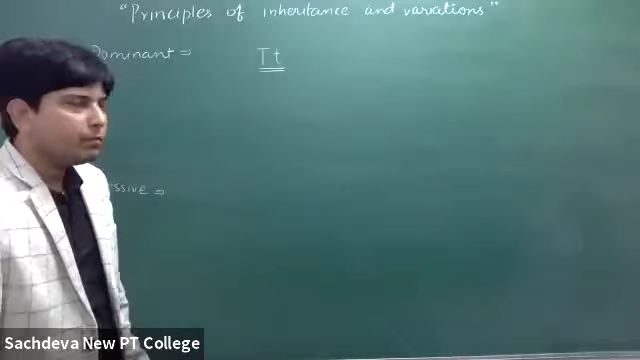 "Principles of inheritance and variations"
Dominant ⇒ Tt
ssive ⇒
Sachdeva New PT College